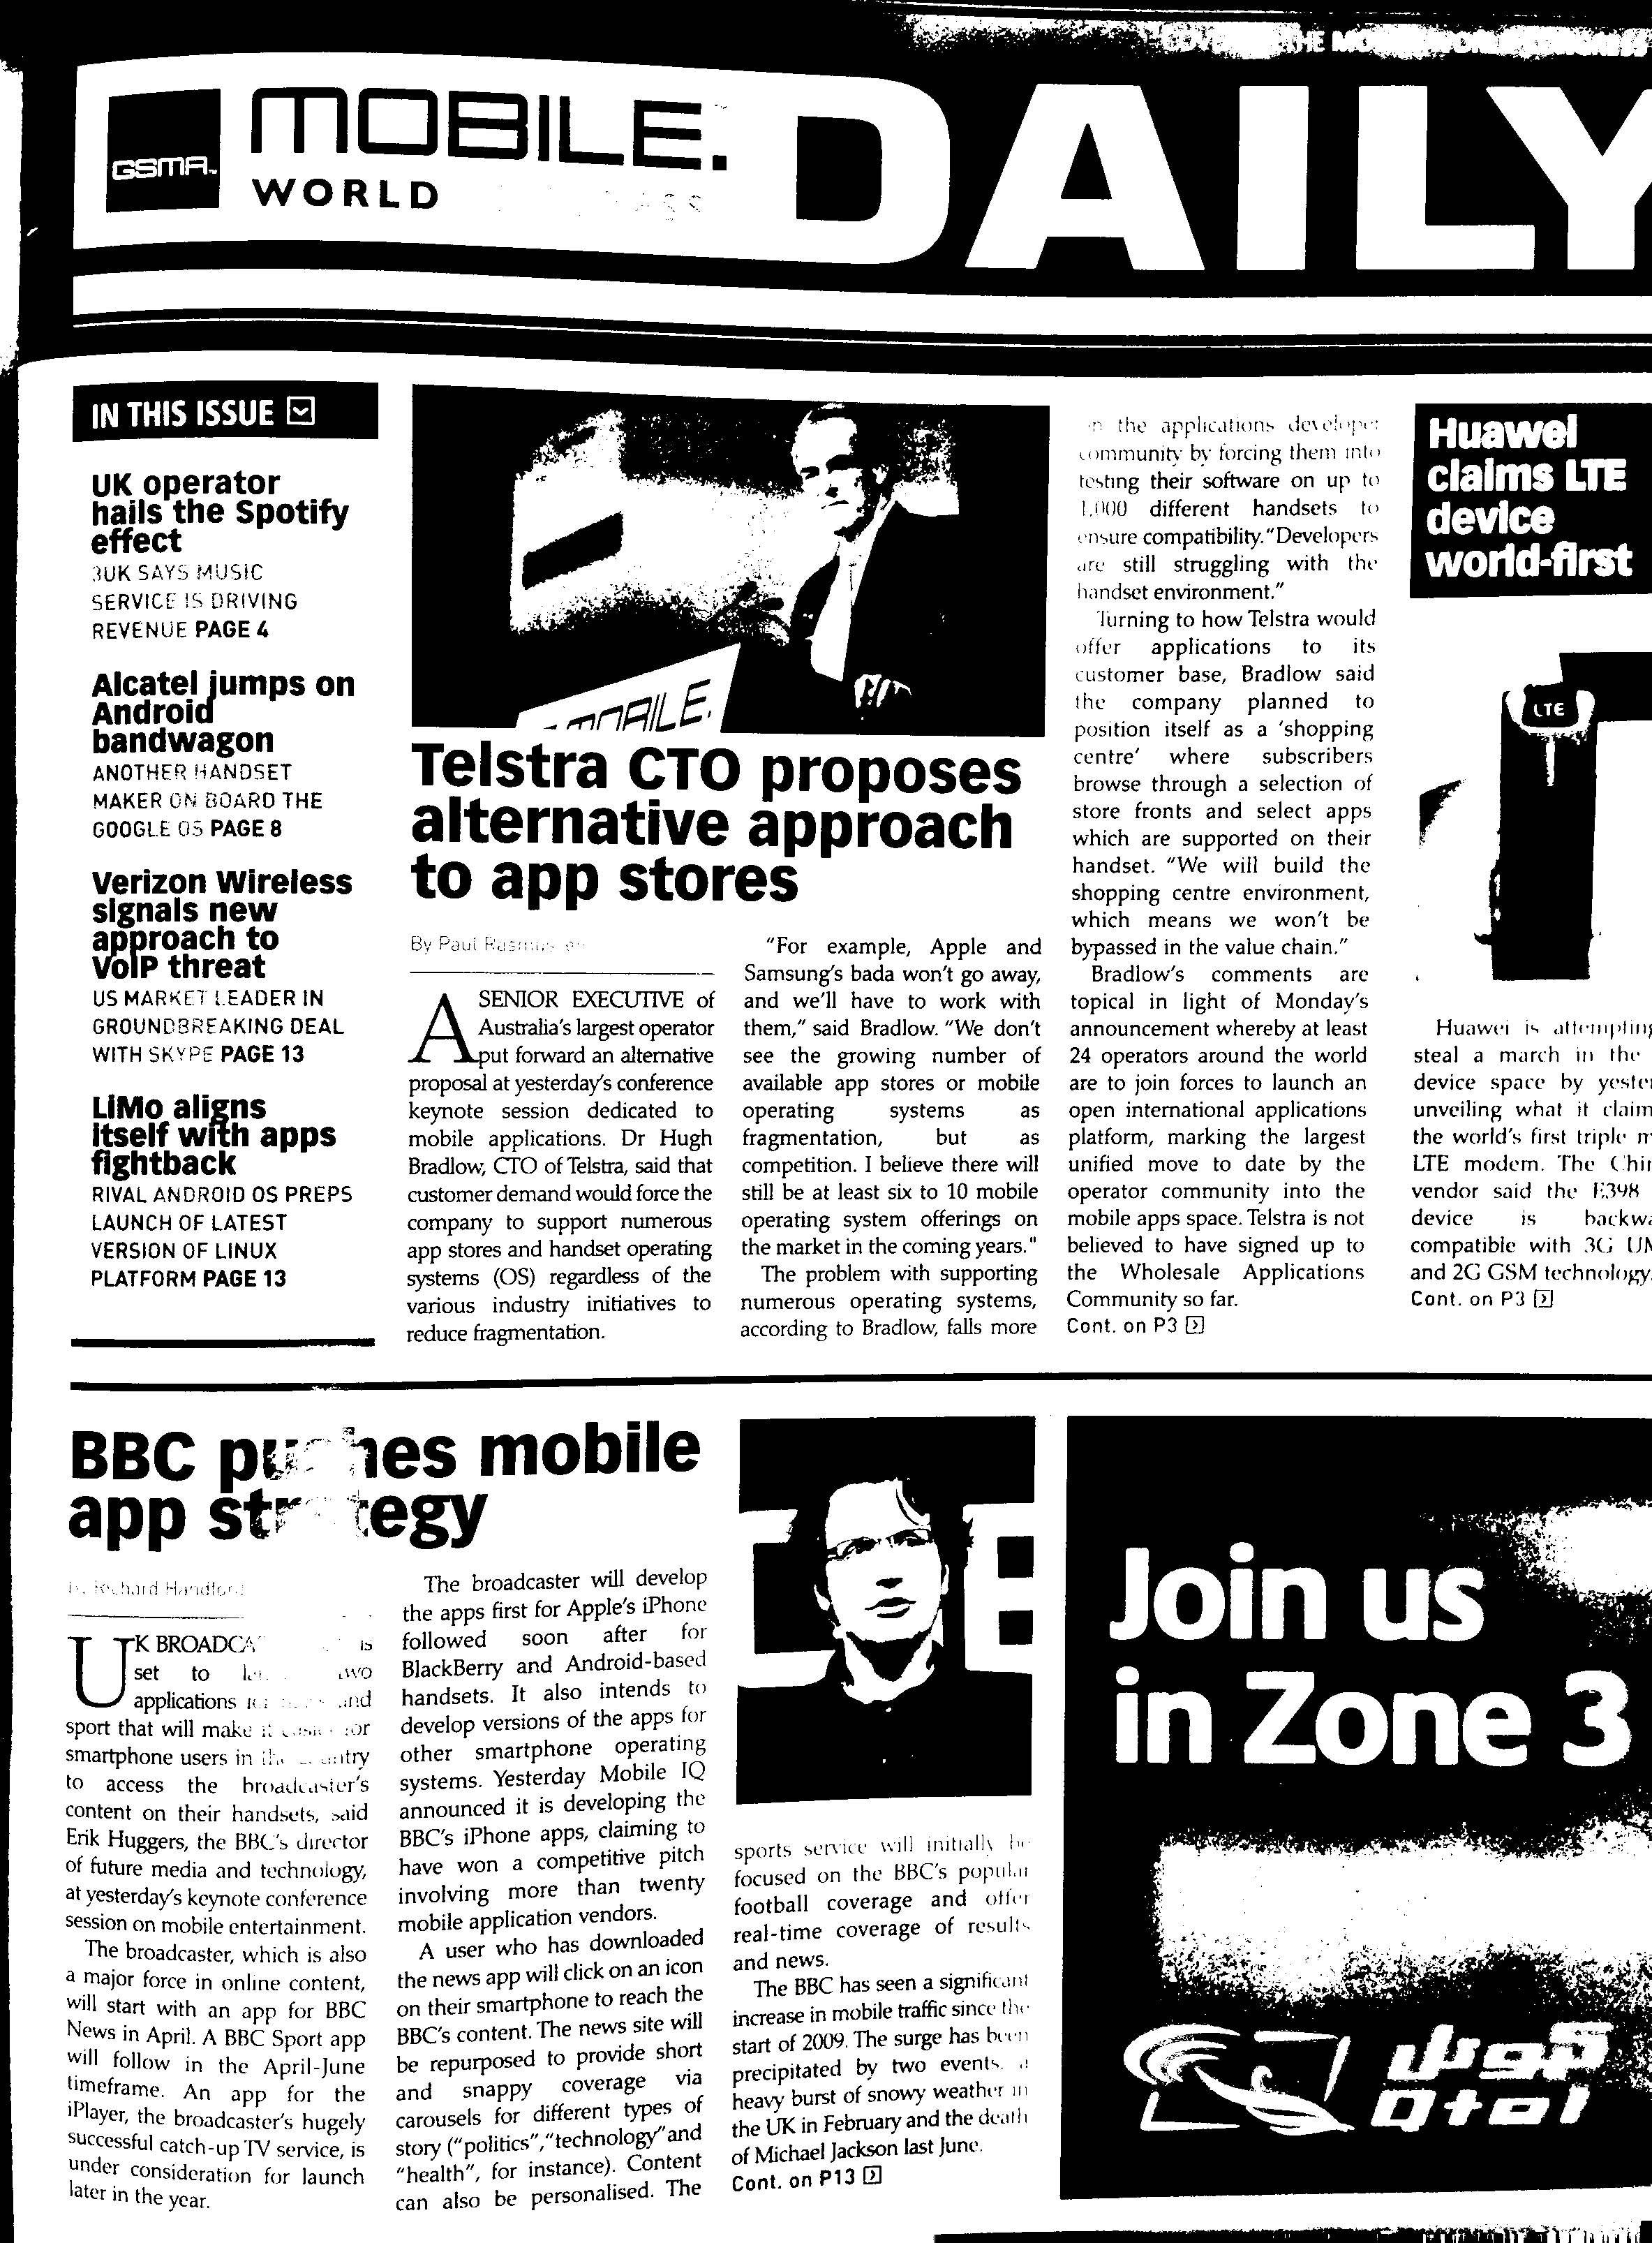 GSMA
MOBILE.
WORLD
DAILY
IN THIS ISSUE
UK operator
hails the Spotify
effect
3UK SAYS MUSIC
SERVICE IS DRIVING
REVENUE PAGE 4
Alcatel jumps on
Android
bandwagon
ANOTHER HANDSET
MAKER ON BOARD THE
GOOGLE OS PAGE 8
Verizon Wireless
signals new
approach to
VoIP threat
US MARKET LEADER IN
GROUNDBREAKING DEAL
WITH SKYPE PAGE 13
LiMo aligns
itself with apps
fightback
RIVAL ANDROID OS PREPS
LAUNCH OF LATEST
VERSION OF LINUX
PLATFORM PAGE 13
MOBILE.
Telstra CTO proposes
alternative approach
to app stores
By Paul
A SENIOR EXECUTIVE of
Australia's largest operator
put forward an alternative
proposal at yesterday's conference
keynote session dedicated to
mobile applications. Dr Hugh
Bradlow, CTO of Telstra, said that
customer demand would force the
company to support numerous
app stores and handset operating
systems (OS) regardless of the
various industry initiatives to
reduce fragmentation.
"For example, Apple and
Samsung's bada won't go away,
and we'll have to work with
them," said Bradlow. "We don't
see the growing number of
available app stores or mobile
operating systems as
fragmentation, but as
competition. I believe there will
still be at least six to 10 mobile
operating system offerings on
the market in the coming years."
The problem with supporting
numerous operating systems,
according to Bradlow, falls more
on the applications developer
community by forcing them into
testing their software on up to
1,000 different handsets to
ensure compatibility. "Developers
are still struggling with the
handset environment."
Turning to how Telstra would
offer applications to its
customer base, Bradlow said
the company planned to
position itself as a 'shopping
centre' where subscribers
browse through a selection of
store fronts and select apps
which are supported on their
handset. "We will build the
shopping centre environment,
which means we won't be
bypassed in the value chain."
Bradlow's comments are
topical in light of Monday's
announcement whereby at least
24 operators around the world
are to join forces to launch an
open international applications
platform, marking the largest
unified move to date by the
operator community into the
mobile apps space. Telstra is not
believed to have signed up to
the Wholesale Applications
Community so far.
Cont. on P3
Huawei
claims LTE
device
world-first
LTE
Huawei is attempting
steal a march in the
device space by
unveiling what it
the world's first triple
LTE modem. The
vendor said the E398
device is
compatible with 3G
and 2G GSM technology
Cont. on P3
BBC pushes mobile
app strategy
Richard Handford
UK BROADCA is
set to two
applications and
sport that will make it for
smartphone users in
to access the broadcaster's
content on their handsets, said
Erik Huggers, the BBC's director
of future media and technology,
at yesterday's keynote conference
session on mobile entertainment.
The broadcaster, which is also
a major force in online content,
will start with an app for BBC
News in April. A BBC Sport app
will follow in the April-June
timeframe. An app for the
iPlayer, the broadcaster's hugely
successful catch-up TV service, is
under consideration for launch
later in the year.
The broadcaster will develop
the apps first for Apple's iPhone
followed soon after for
BlackBerry and Android-based
handsets. It also intends to
develop versions of the apps for
other smartphone operating
systems. Yesterday Mobile IQ
announced it is developing the
BBC's iPhone apps, claiming to
have won a competitive pitch
involving more than twenty
mobile application vendors.
A user who has downloaded
the news app will click on an icon
on their smartphone to reach the
BBC's content. The news site will
be repurposed to provide short
and snappy coverage via
carousels for different types of
story ("politics", "technology" and
"health", for instance). Content
can also be personalised. The
sports service will initially be
focused on the BBC's popular
football coverage and offer
real-time coverage of results
and news.
The BBC has seen a significant
increase in mobile traffic since the
start of 2009. The surge has been
precipitated by two events, a
heavy burst of snowy weather in
the UK in February and the death
of Michael Jackson last June.
Cont. on P13
Join us
in Zone 3
كيوتل
Qtel